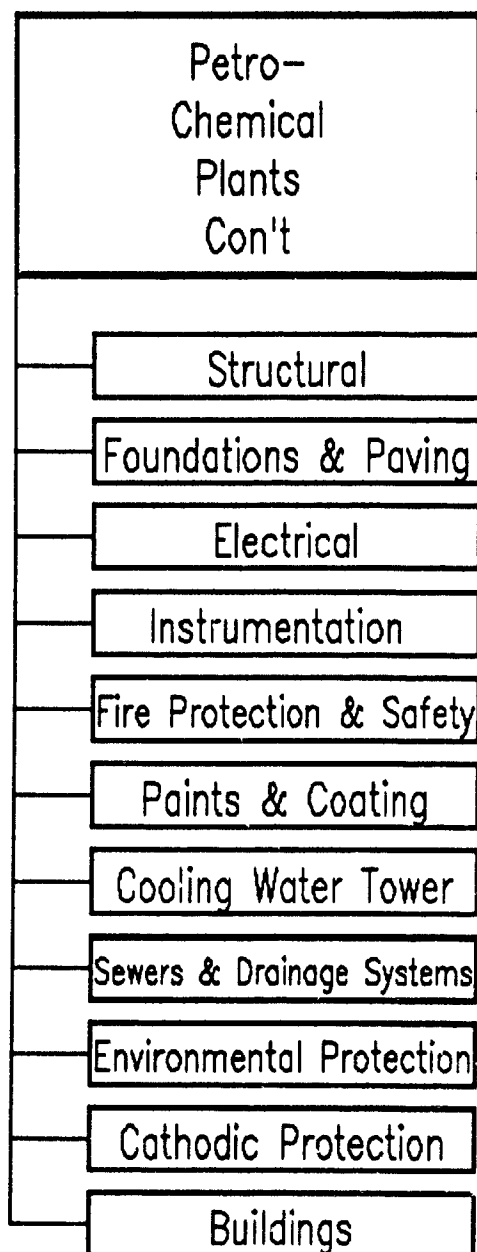 Petro-
Chemical
Plants
Con't
Structural
Foundations & Paving
Electrical
Instrumentation
Fire Protection & Safety
Paints & Coating
Cooling Water Tower
Sewers & Drainage Systems
Environmental Protection
Cathodic Protection
Buildings